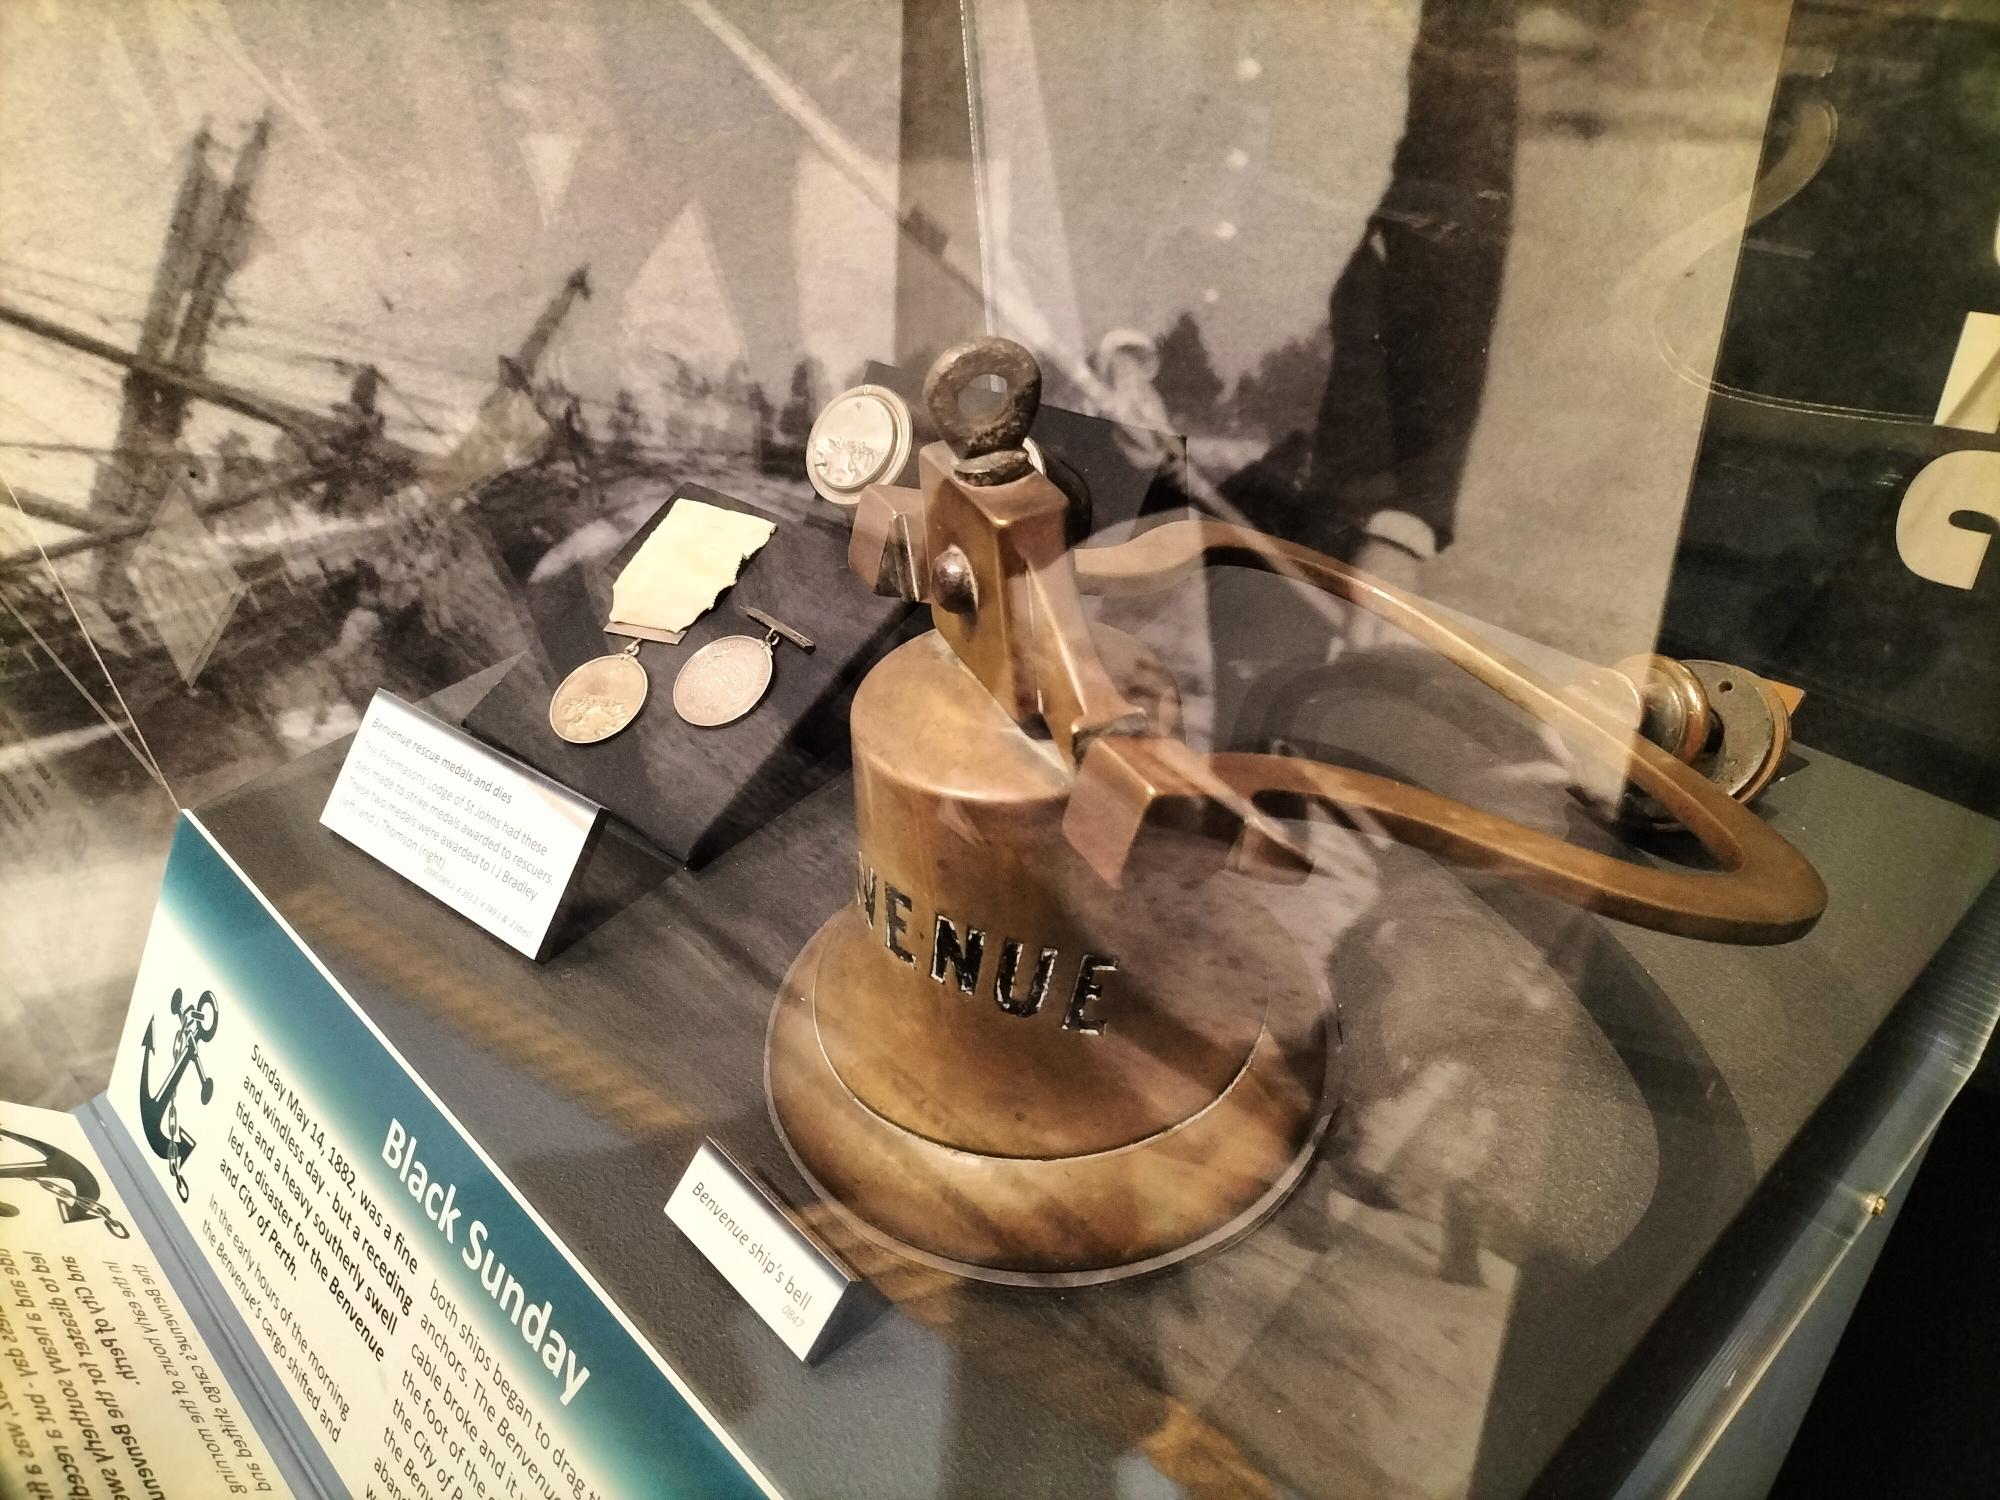 Benvenue rescue medals and dies
The Freemasons Lodge of St Johns had these
dies made to strike medals awarded to rescuers.
These two medals were awarded to I J Bradley
(left) and J Thomson (right)
NENUE
Benvenue ship's bell
0847
Black Sunday
Sunday May 14, 1882, was a fine
and windless day - but a receding
tide and a heavy southerly swell
led to disaster for the Benvenue
and City of Perth.
In the early hours of the morning
the Benvenue's cargo shifted and
both ships began to drag
anchors. The Benvenue
cable broke and it
the foot of the
the City of
the
G